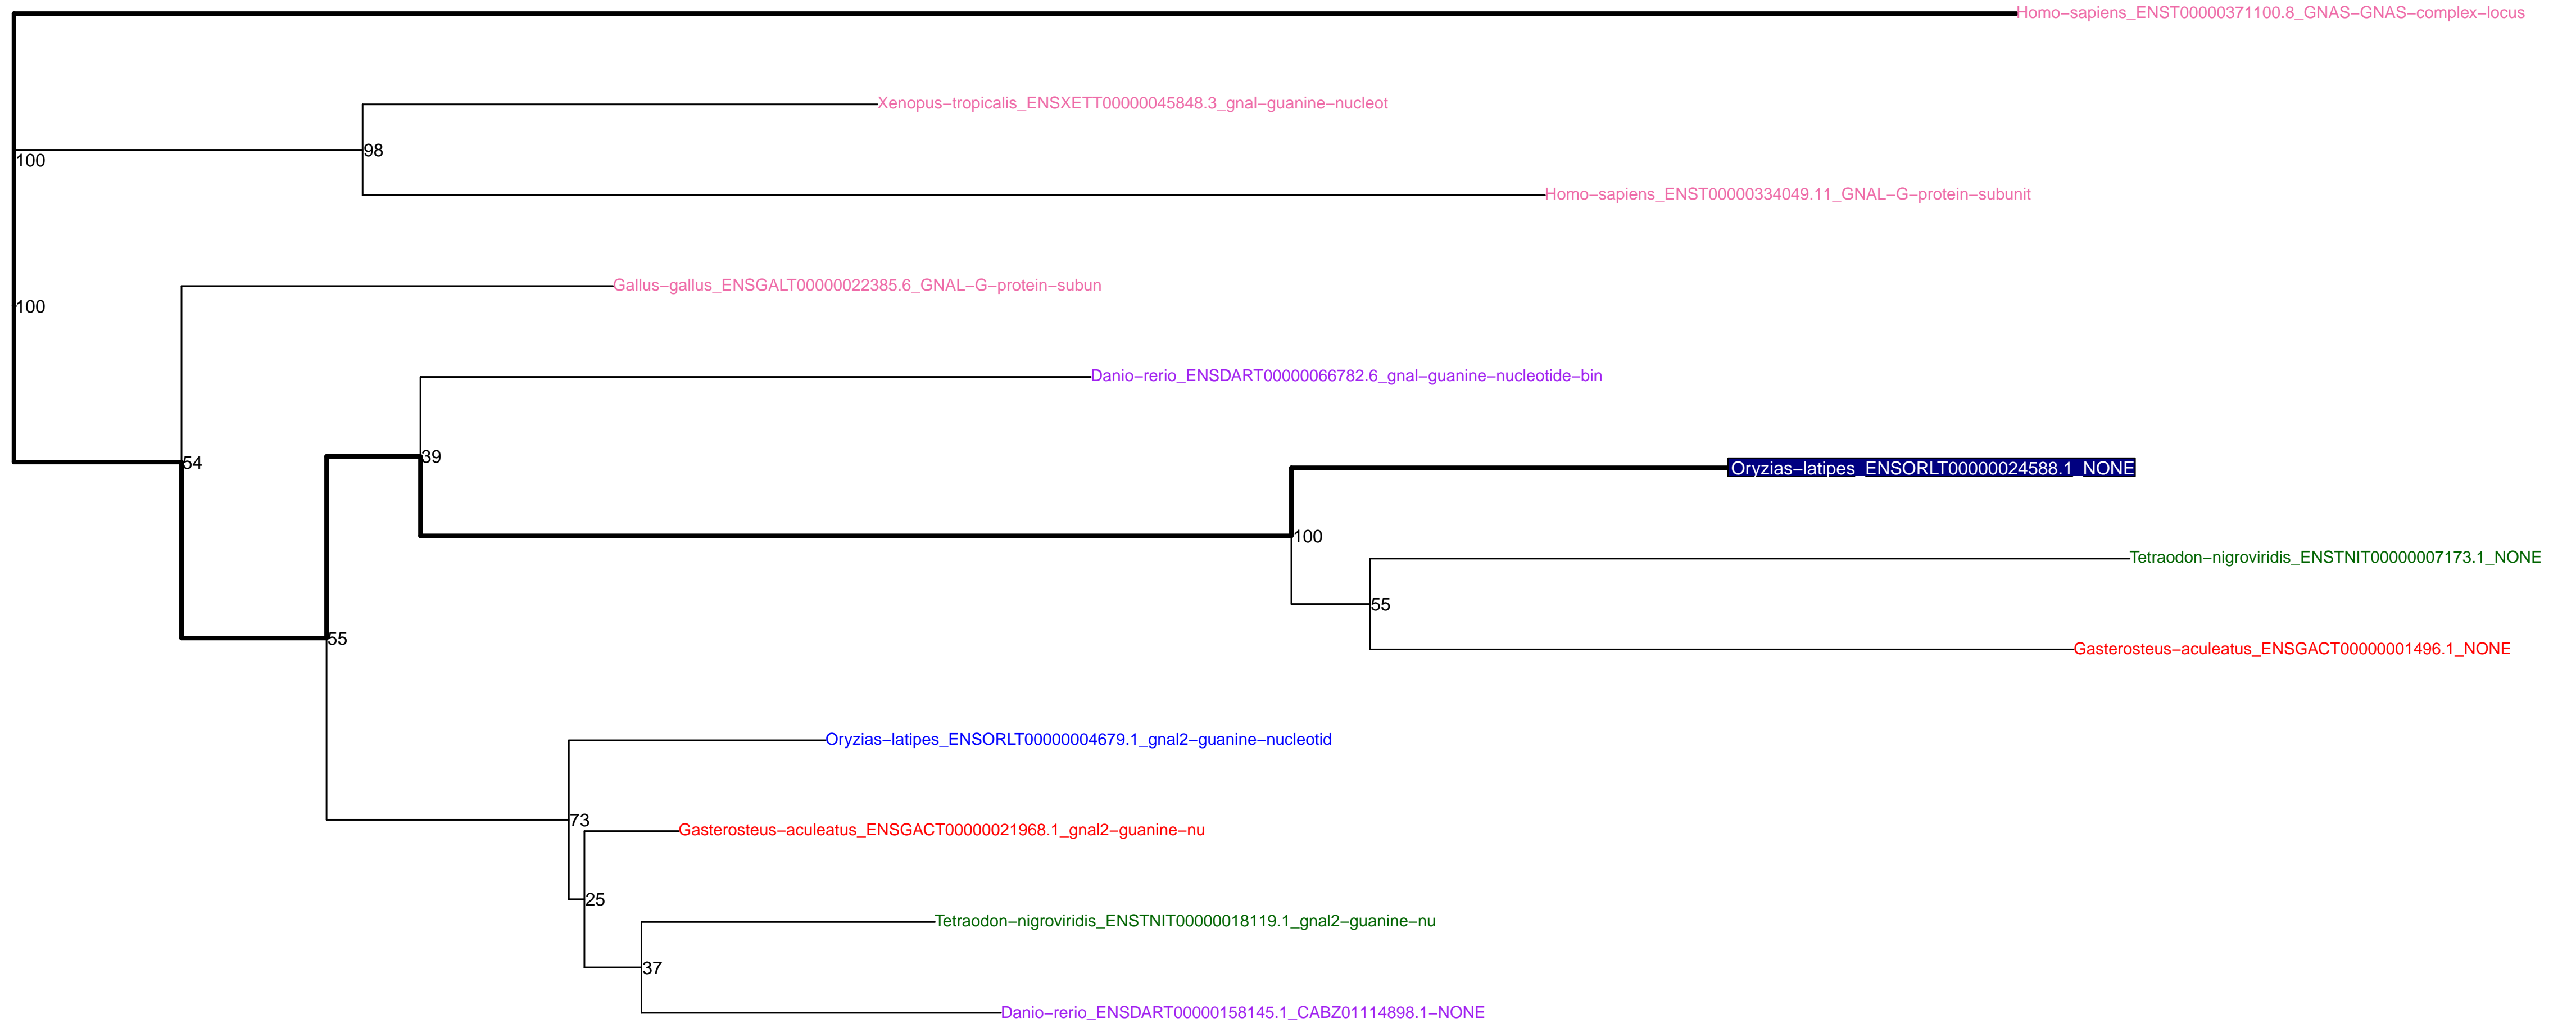 Homo−sapiens_ENST00000371100.8_GNAS−GNAS−complex−locus
Xenopus−tropicalis_ENSXETT00000045848.3_gnal−guanine−nucleot
98
100
Homo−sapiens_ENST00000334049.11_GNAL−G−protein−subunit
Gallus−gallus_ENSGALT00000022385.6_GNAL−G−protein−subun
100
Danio−rerio_ENSDART00000066782.6_gnal−guanine−nucleotide−bin
39
54
Oryzias−latipes_ENSORLT00000024588.1_NONE
100
Tetraodon−nigroviridis_ENSTNIT00000007173.1_NONE
55
55
Gasterosteus−aculeatus_ENSGACT00000001496.1_NONE
Oryzias−latipes_ENSORLT00000004679.1_gnal2−guanine−nucleotid
73
Gasterosteus−aculeatus_ENSGACT00000021968.1_gnal2−guanine−nu
25
Tetraodon−nigroviridis_ENSTNIT00000018119.1_gnal2−guanine−nu
37
Danio−rerio_ENSDART00000158145.1_CABZ01114898.1−NONE